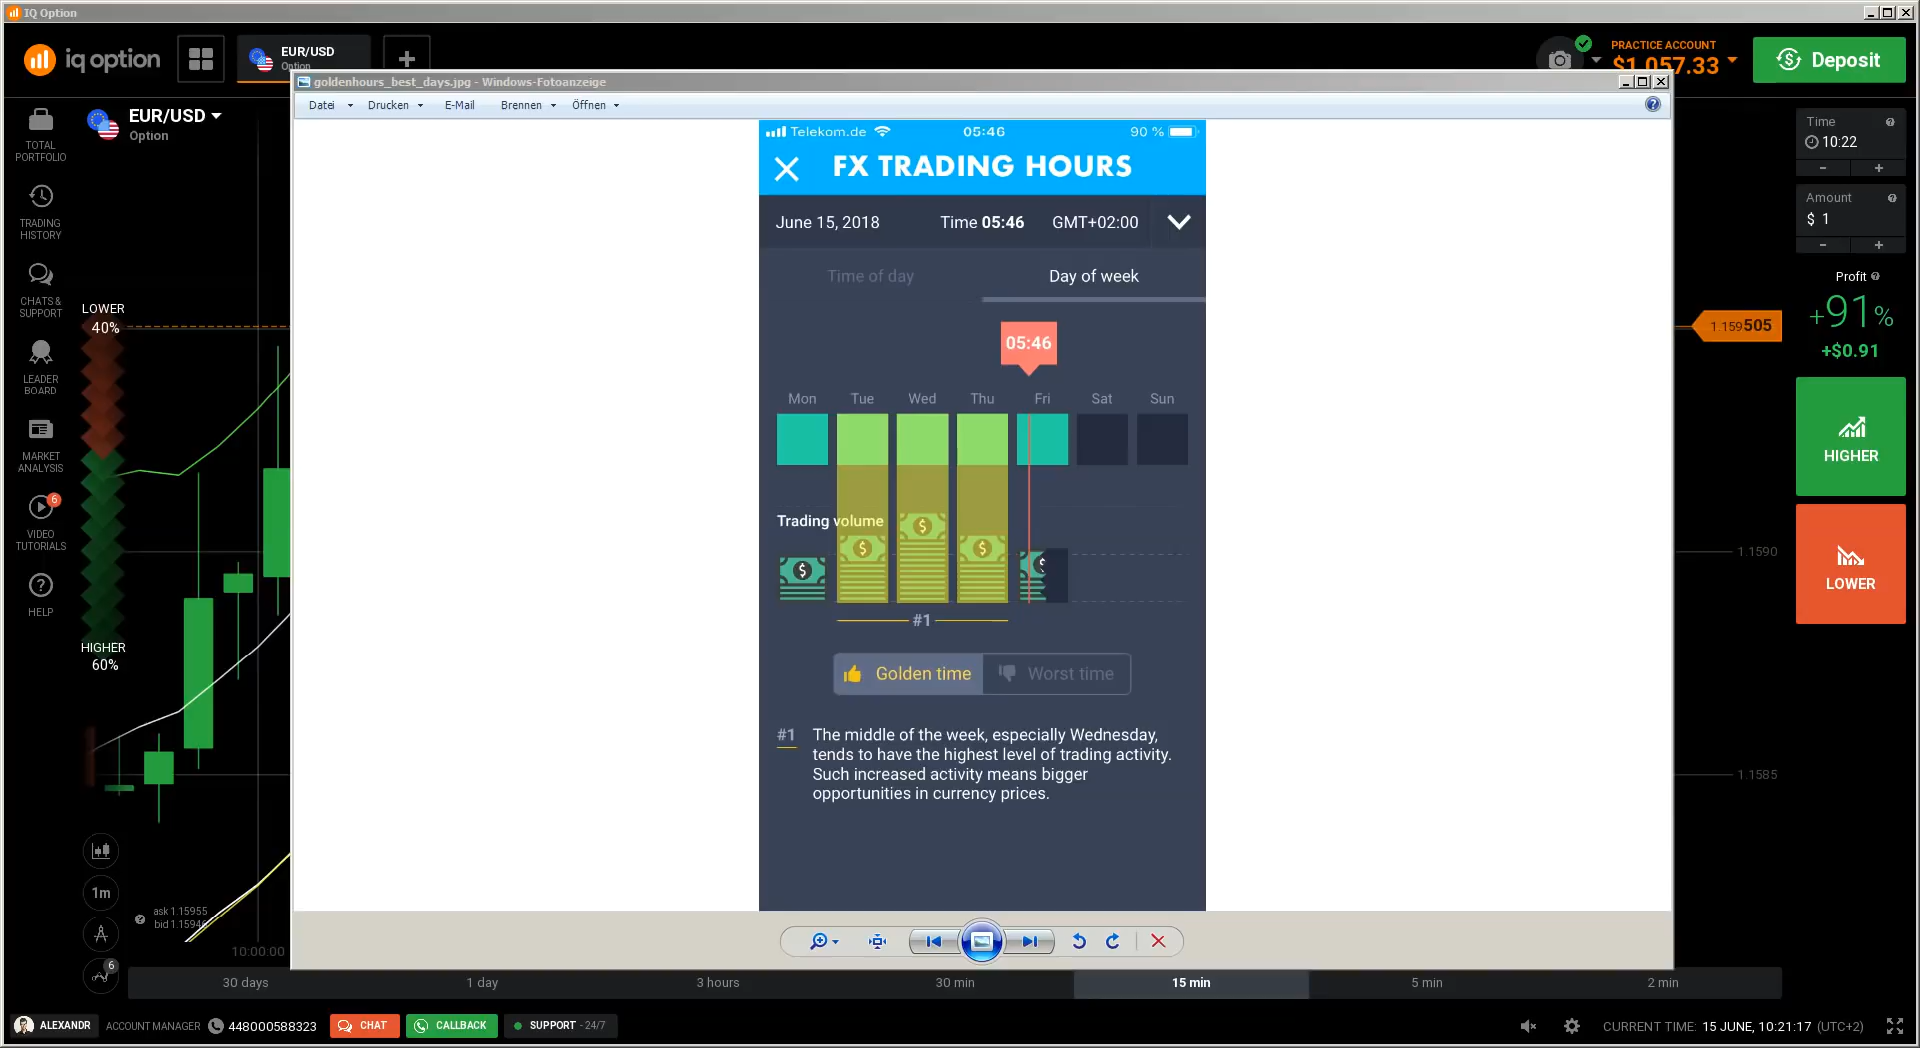 IQ Option
iq option
EUR/USD
Option
PRACTICE ACCOUNT
$1,057.33
Deposit
goldenhours_best_days.jpg - Windows-Fotoanzeige
Datei
Drucken
E-Mail
Brennen
Öffnen
TOTAL
PORTFOLIO
TRADING
HISTORY
CHATS &
SUPPORT
LEADER
BOARD
MARKET
ANALYSIS
6
VIDEO
TUTORIALS
HELP
EUR/USD
Option
LOWER
40%
HIGHER
60%
1m
6
ask 1.15955
10:00:00
Telekom.de
05:46
90 %
FX TRADING HOURS
June 15, 2018
Time 05:46
GMT+02:00
Time of day
Day of week
05:46
Mon
Tue
Wed
Thu
Fri
Sat
Sun
Trading volume
$
$
$
$
#1
Golden time
Worst time
#1
The middle of the week, especially Wednesday,
tends to have the highest level of trading activity.
Such increased activity means bigger
opportunities in currency prices.
Time
10:22
- +
Amount
$ 1
- +
Profit
+91%
+$0.91
HIGHER
LOWER
1.159505
1.1590
1.1585
30 days
1 day
3 hours
30 min
15 min
5 min
2 min
ALEXANDR
ACCOUNT MANAGER
448000588323
CHAT
CALLBACK
SUPPORT - 24/7
CURRENT TIME: 15 JUNE, 10:21:17 (UTC+2)